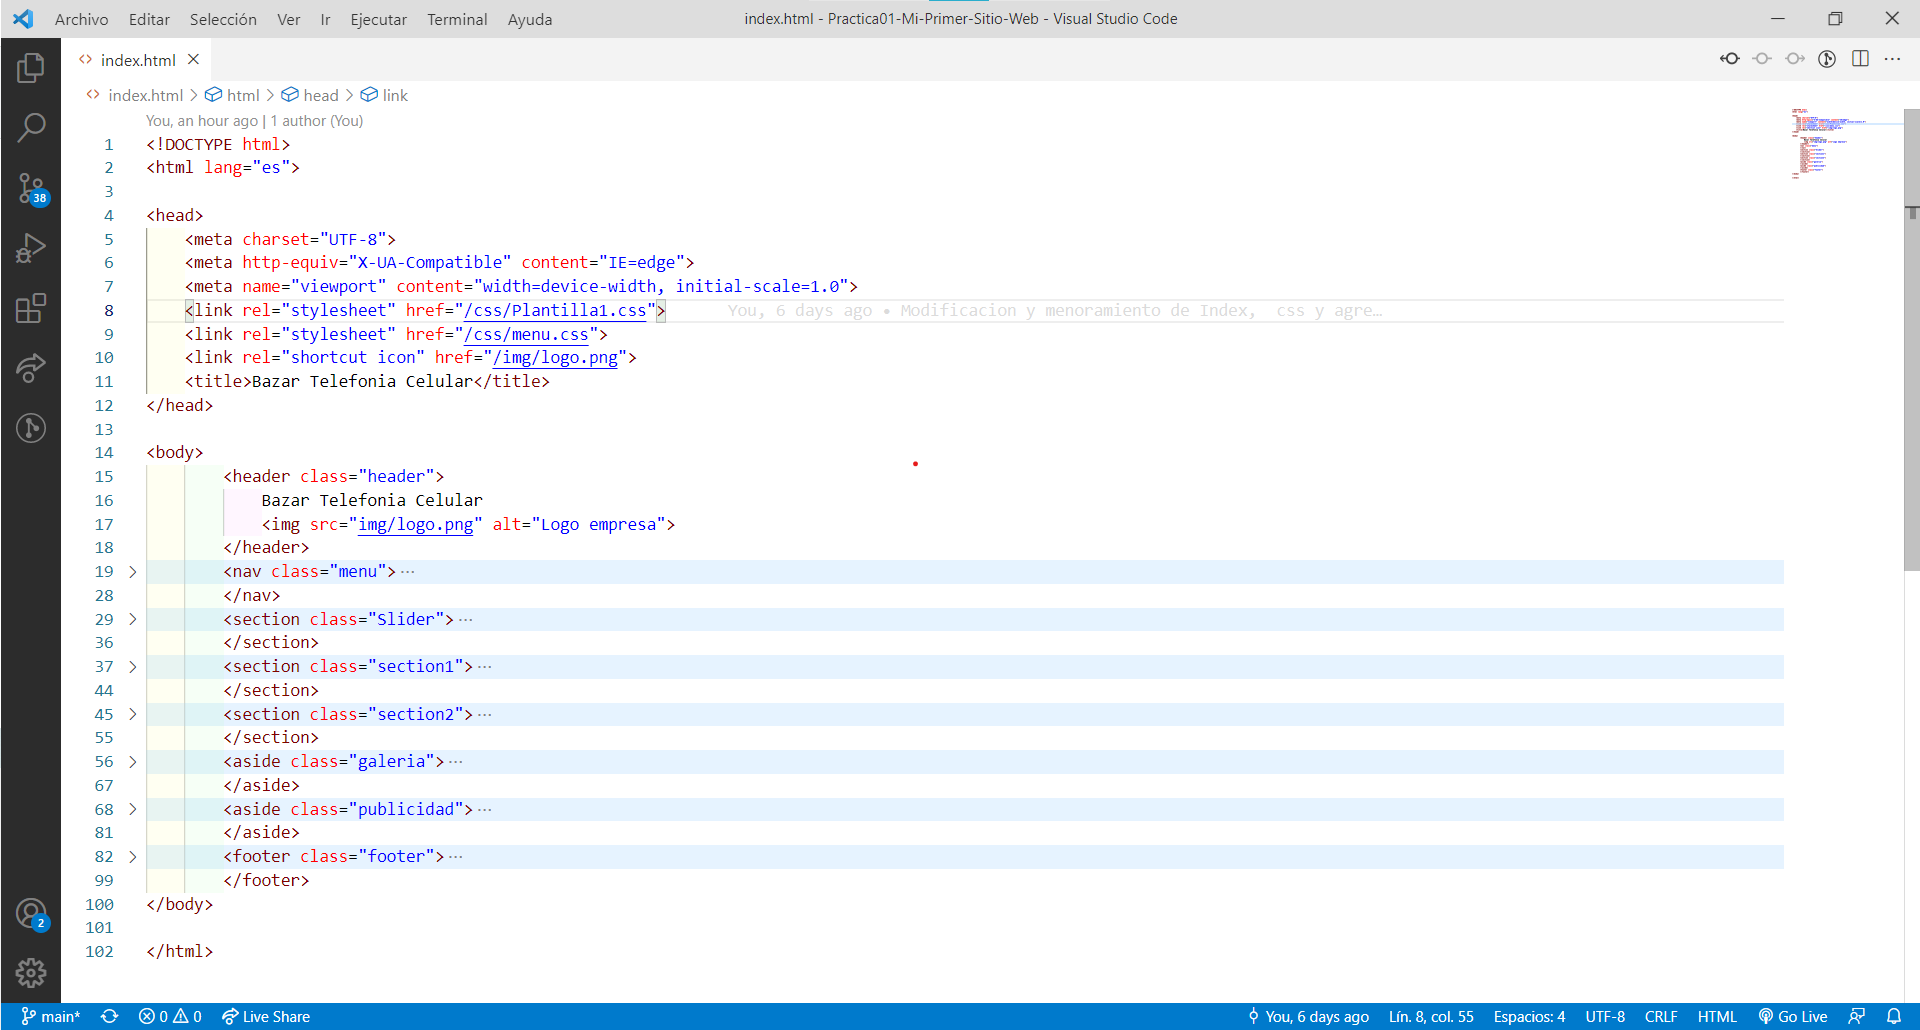 Archivo Editar Selección Ver Ir Ejecutar Terminal Ayuda
index.html - Practica01-Mi-Primer-Sitio-Web - Visual Studio Code
index.html
index.html > html > head > link
You, an hour ago | 1 author (You)
1 <!DOCTYPE html>
2 <html lang="es">
3
4 <head>
5 <meta charset="UTF-8">
6 <meta http-equiv="X-UA-Compatible" content="IE=edge">
7 <meta name="viewport" content="width=device-width, initial-scale=1.0">
8 <link rel="stylesheet" href="/css/Plantilla1.css"> You, 6 days ago • Modificacion y menoramiento de Index, css y agre…
9 <link rel="stylesheet" href="/css/menu.css">
10 <link rel="shortcut icon" href="/img/logo.png">
11 <title>Bazar Telefonia Celular</title>
12 </head>
13
14 <body>
15 <header class="header">
16 Bazar Telefonia Celular
17 <img src="img/logo.png" alt="Logo empresa">
18 </header>
19 <nav class="menu">…
28 </nav>
29 <section class="Slider">…
36 </section>
37 <section class="section1">…
44 </section>
45 <section class="section2">…
55 </section>
56 <aside class="galeria">…
67 </aside>
68 <aside class="publicidad">…
81 </aside>
82 <footer class="footer">…
99 </footer>
100 </body>
101
102 </html>
38
2
main* 0 0 Live Share
You, 6 days ago Lín. 8, col. 55 Espacios: 4 UTF-8 CRLF HTML Go Live